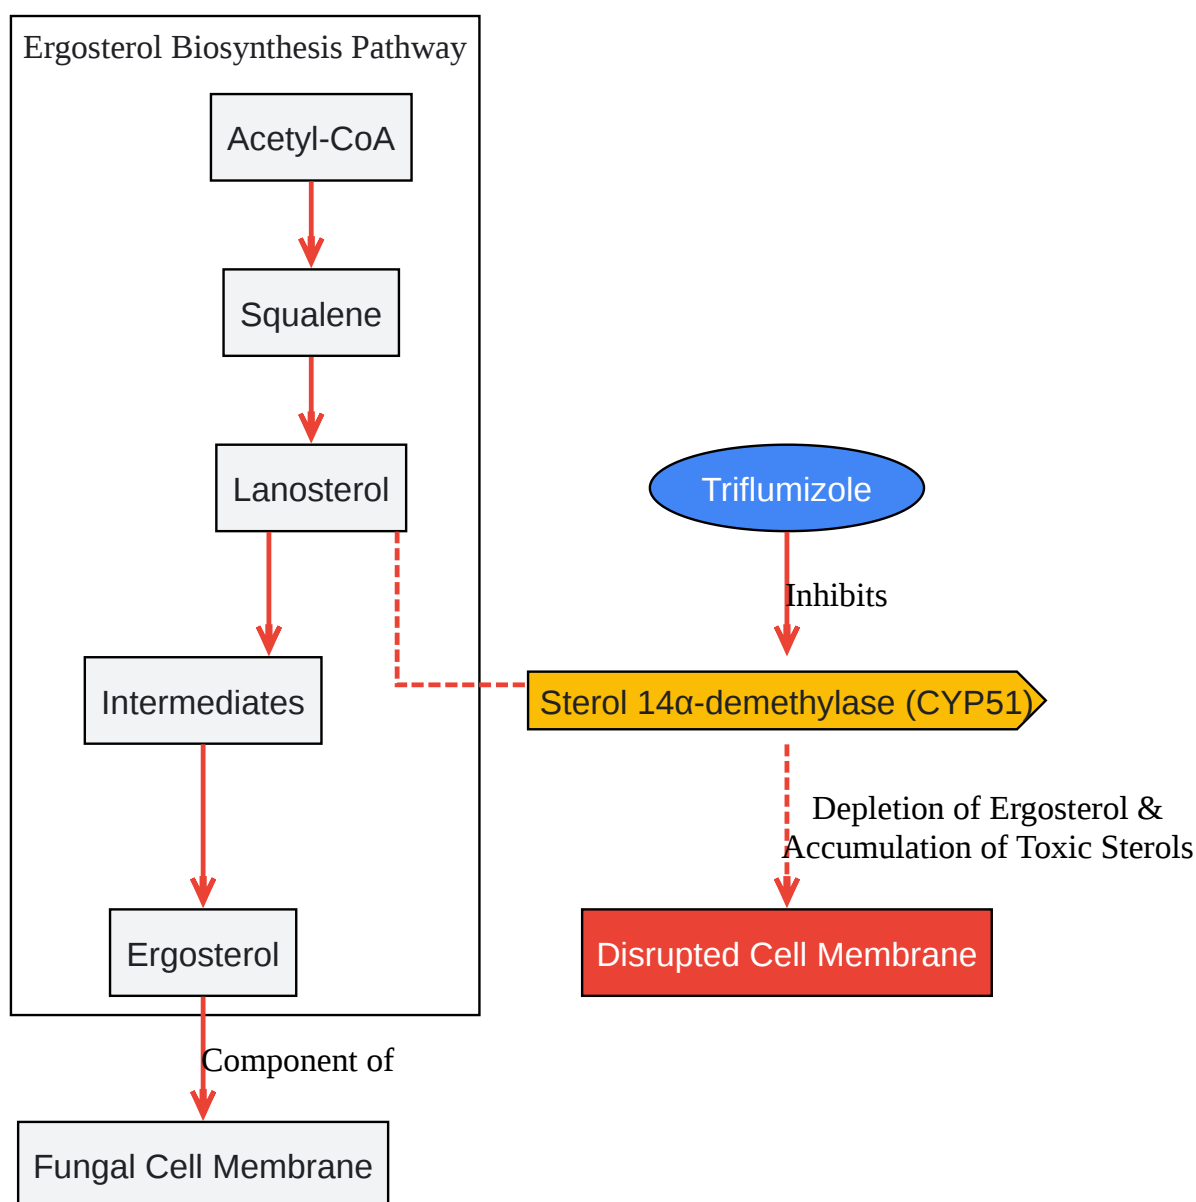 Ergosterol Biosynthesis Pathway
Acetyl-CoA
Squalene
Lanosterol
Triflumizole
Inhibits
Intermediates
Sterol 14α-demethylase (CYP51)
Depletion of Ergosterol &
Accumulation of Toxic Sterols
Ergosterol
Disrupted Cell Membrane
Component of
Fungal Cell Membrane